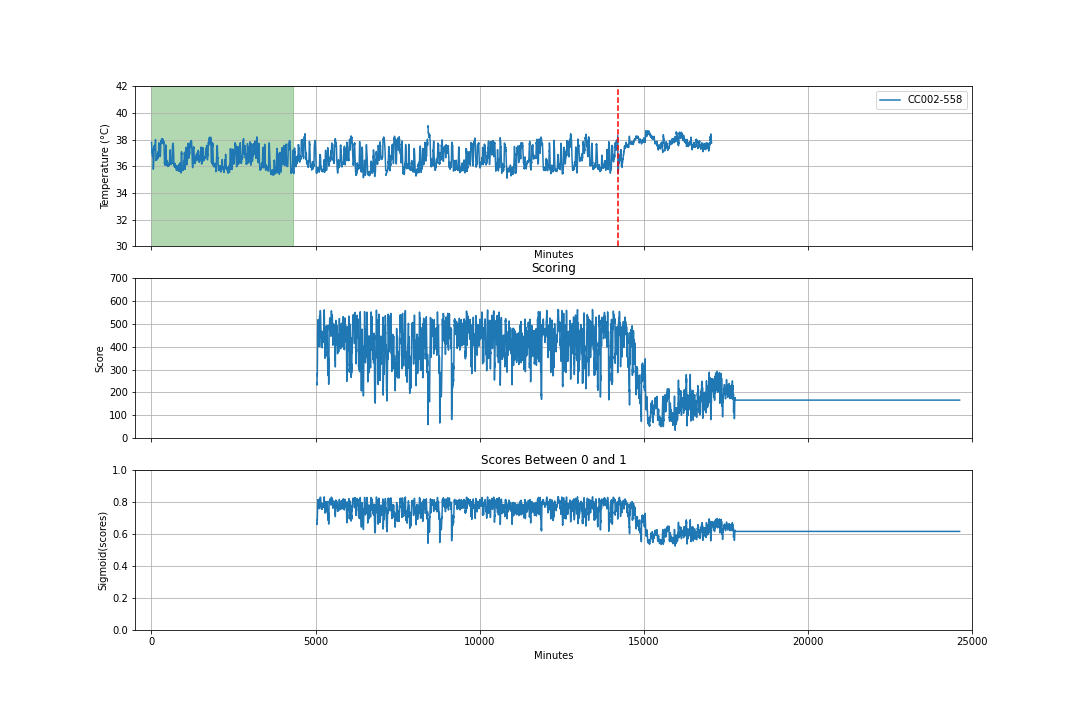 42
40
38
36
34
32
30
Temperature (°C)
CC002-558
Minutes
Scoring
700
600
500
400
300
200
100
0
Score
Scores Between 0 and 1
1.0
0.8
0.6
0.4
0.2
0.0
Sigmoid(scores)
0 5000 10000 15000 20000 25000
Minutes